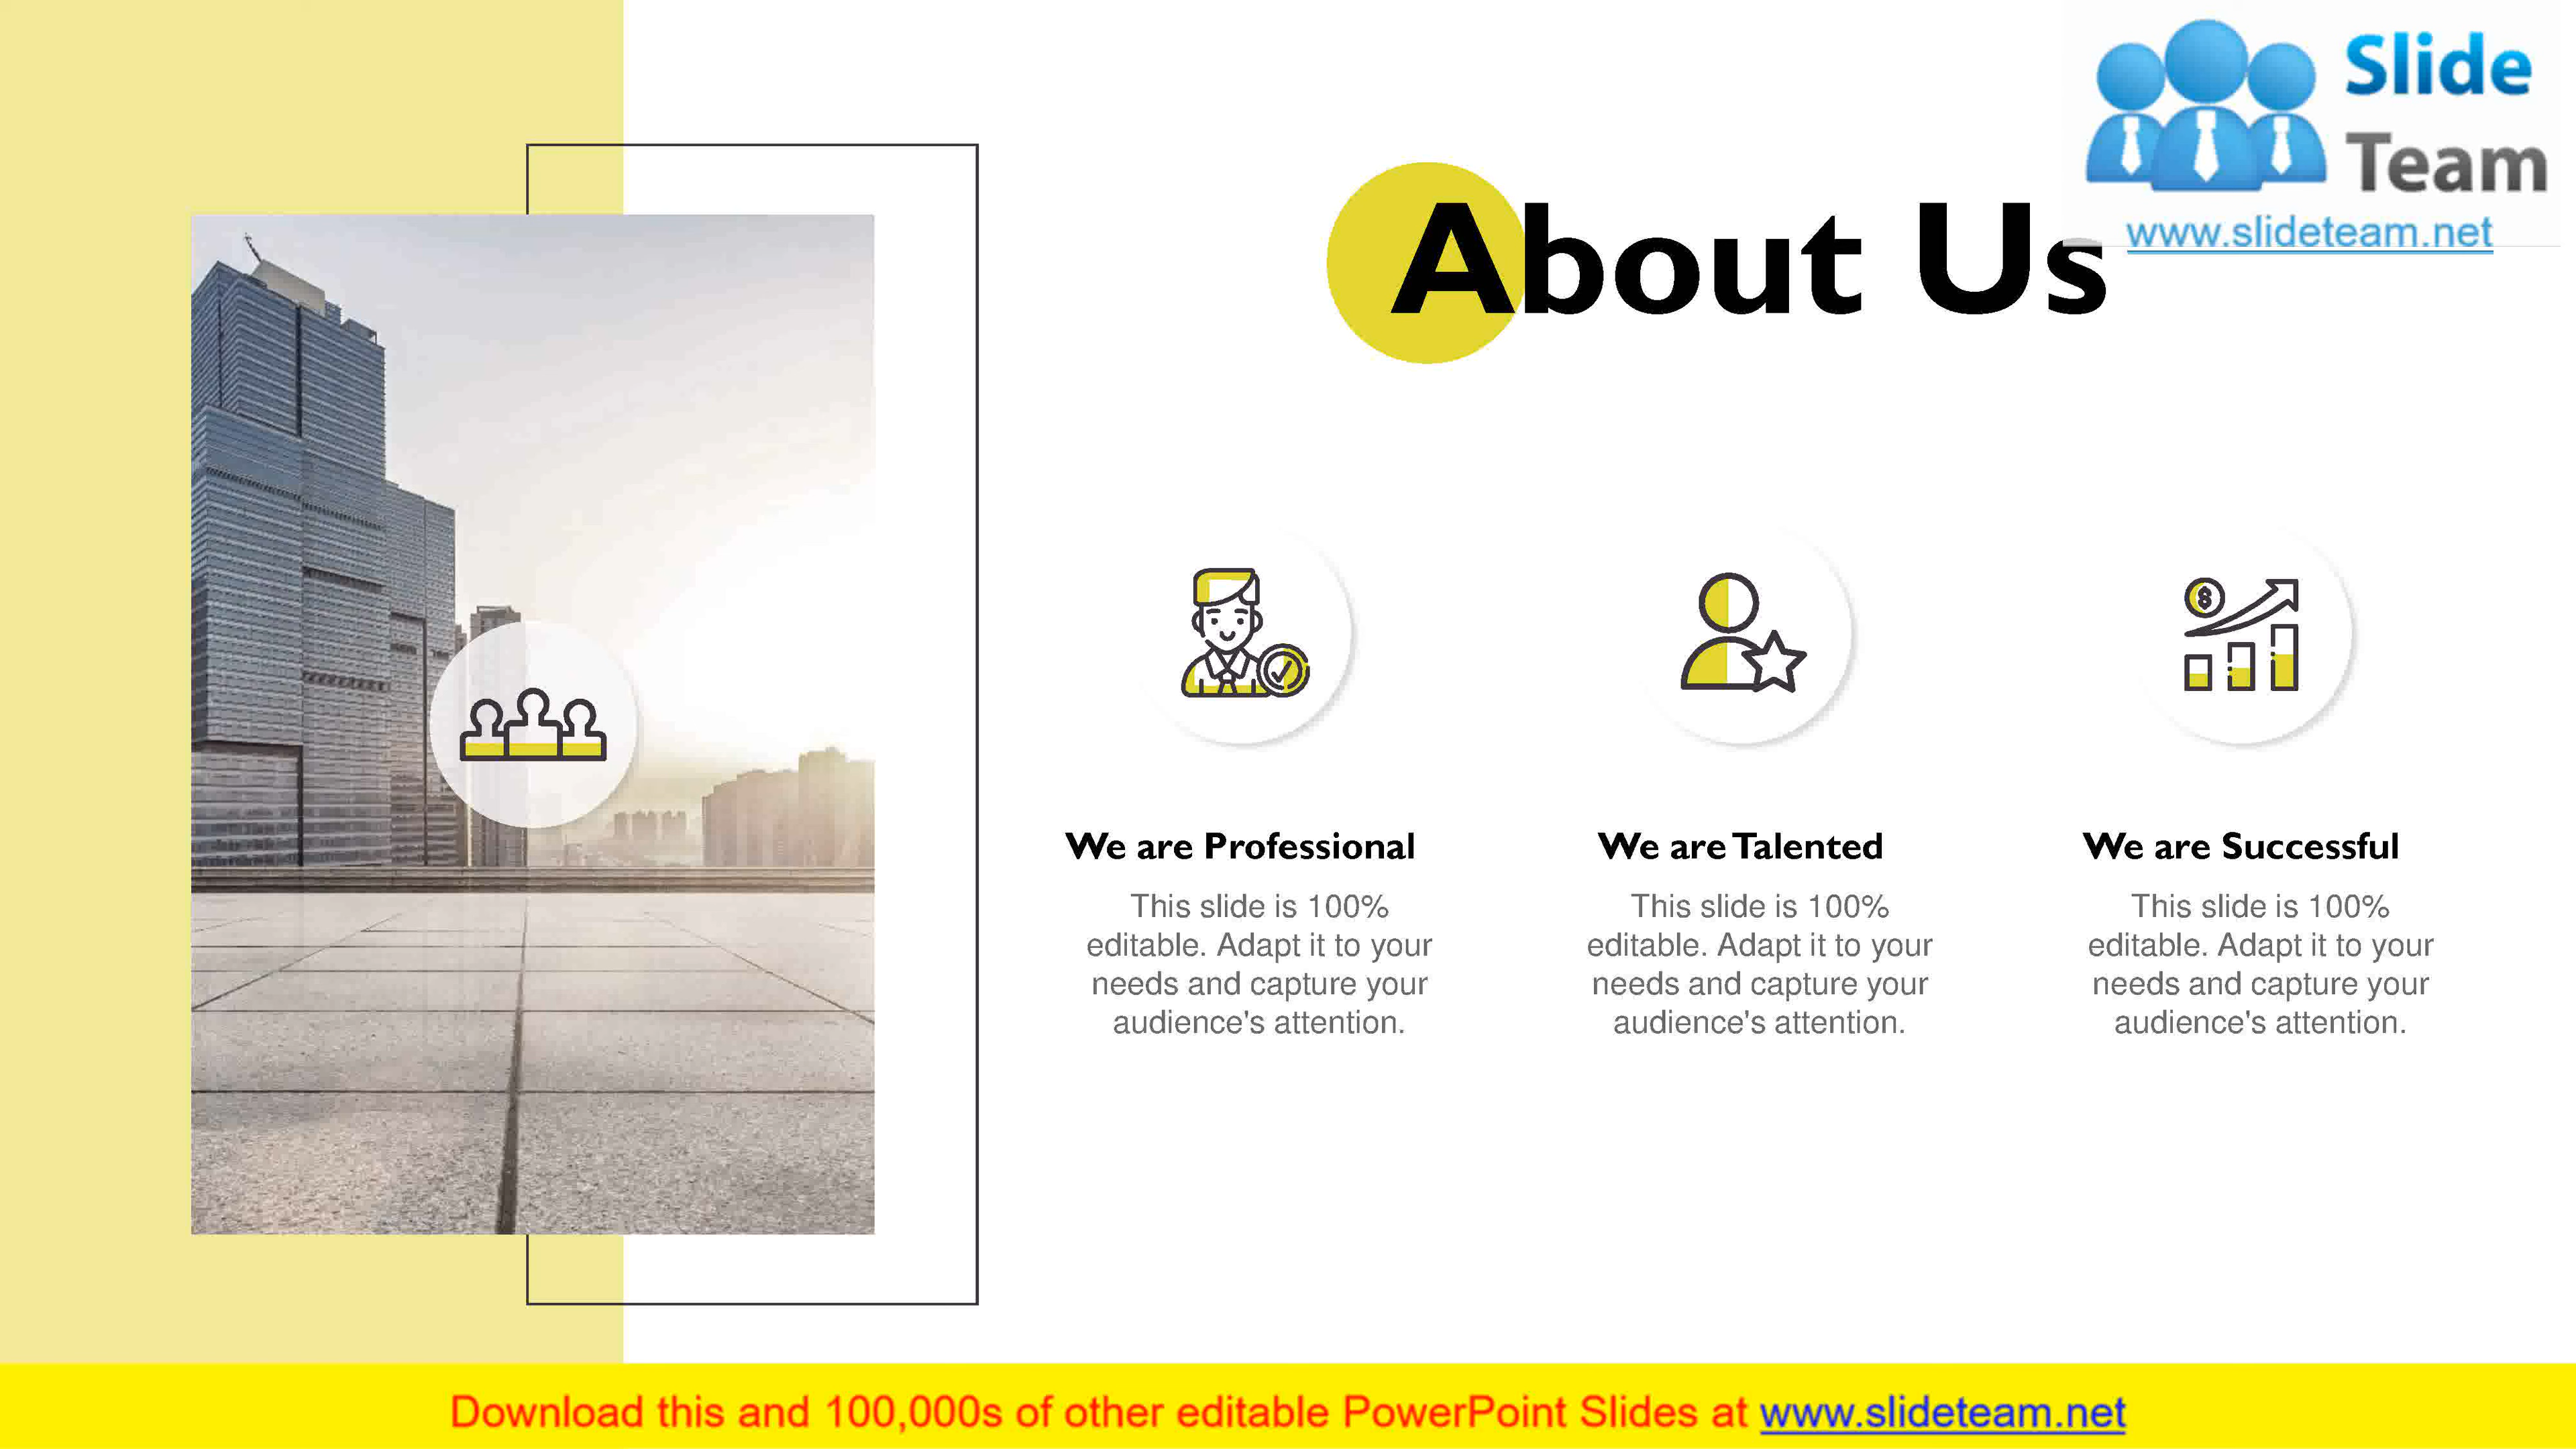 Slide
Team
www.slideteam.net
About Us
We are Professional
This slide is 100%
editable. Adapt it to your
needs and capture your
audience's attention.
We are Talented
This slide is 100%
editable. Adapt it to your
needs and capture your
audience's attention.
We are Successful
This slide is 100%
editable. Adapt it to your
needs and capture your
audience's attention.
Download this and 100,000s of other editable PowerPoint Slides at www.slideteam.net